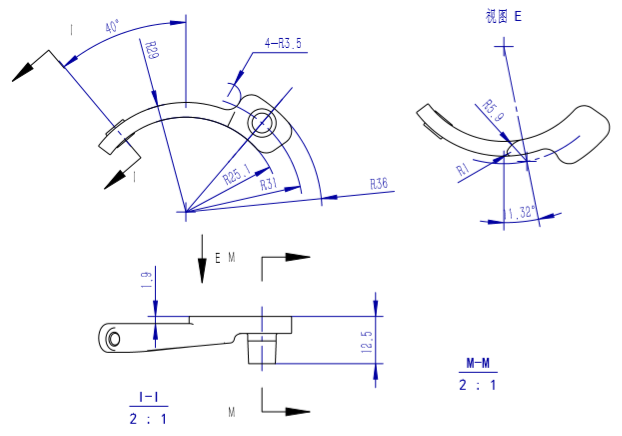 视图 E
I
40°
R29
4-R3.5
R5.9
R1
I
R25.1
R31
R36
11.32°
E M
1.9
12.5
M-M
2 : 1
I-I
2 : 1
M